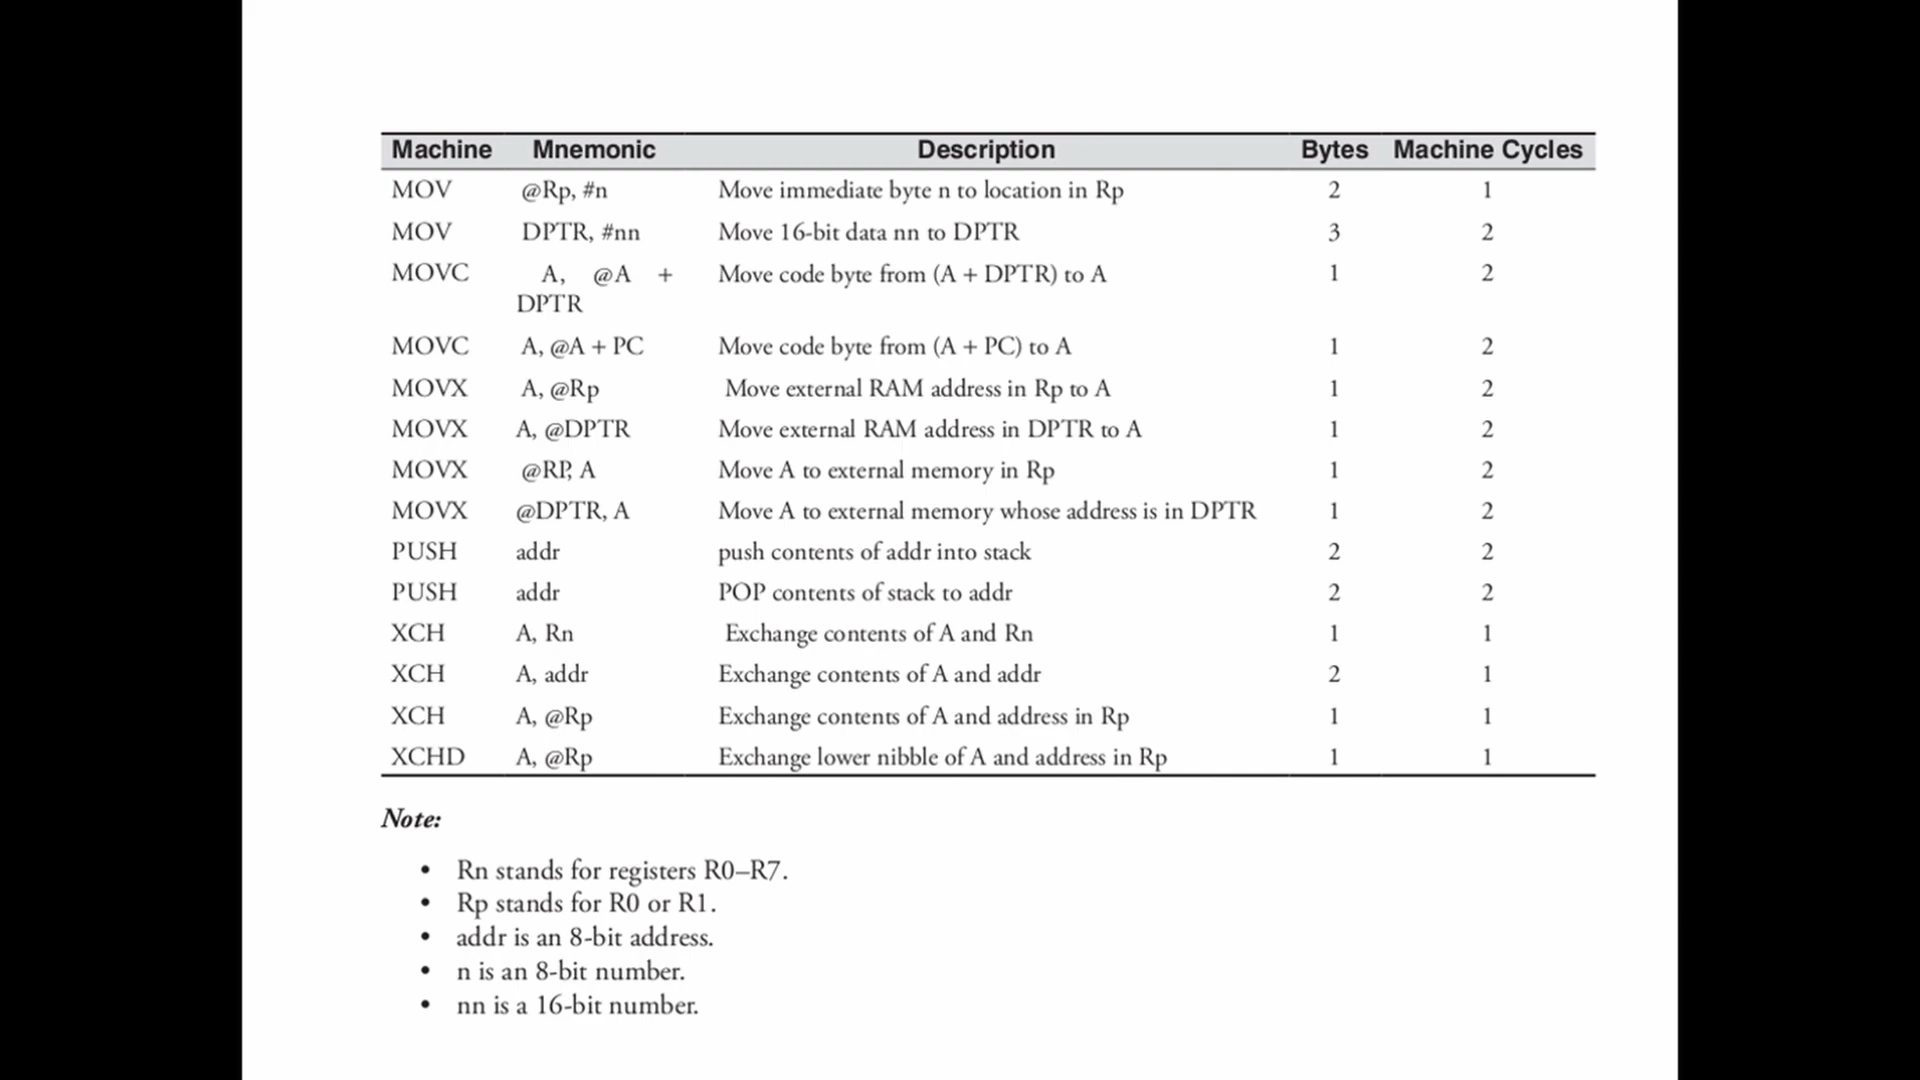 Machine Mnemonic Description Bytes Machine Cycles
MOV @Rp, #n Move immediate byte n to location in Rp 2 1
MOV DPTR, #nn Move 16-bit data nn to DPTR 3 2
MOVC A, @A + Move code byte from (A + DPTR) to A 1 2
DPTR
MOVC A, @A + PC Move code byte from (A + PC) to A 1 2
MOVX A, @Rp Move external RAM address in Rp to A 1 2
MOVX A, @DPTR Move external RAM address in DPTR to A 1 2
MOVX @RP, A Move A to external memory in Rp 1 2
MOVX @DPTR, A Move A to external memory whose address is in DPTR 1 2
PUSH addr push contents of addr into stack 2 2
PUSH addr POP contents of stack to addr 2 2
XCH A, Rn Exchange contents of A and Rn 1 1
XCH A, addr Exchange contents of A and addr 2 1
XCH A, @Rp Exchange contents of A and address in Rp 1 1
XCHD A, @Rp Exchange lower nibble of A and address in Rp 1 1
Note:
• Rn stands for registers R0–R7.
• Rp stands for R0 or R1.
• addr is an 8-bit address.
• n is an 8-bit number.
• nn is a 16-bit number.